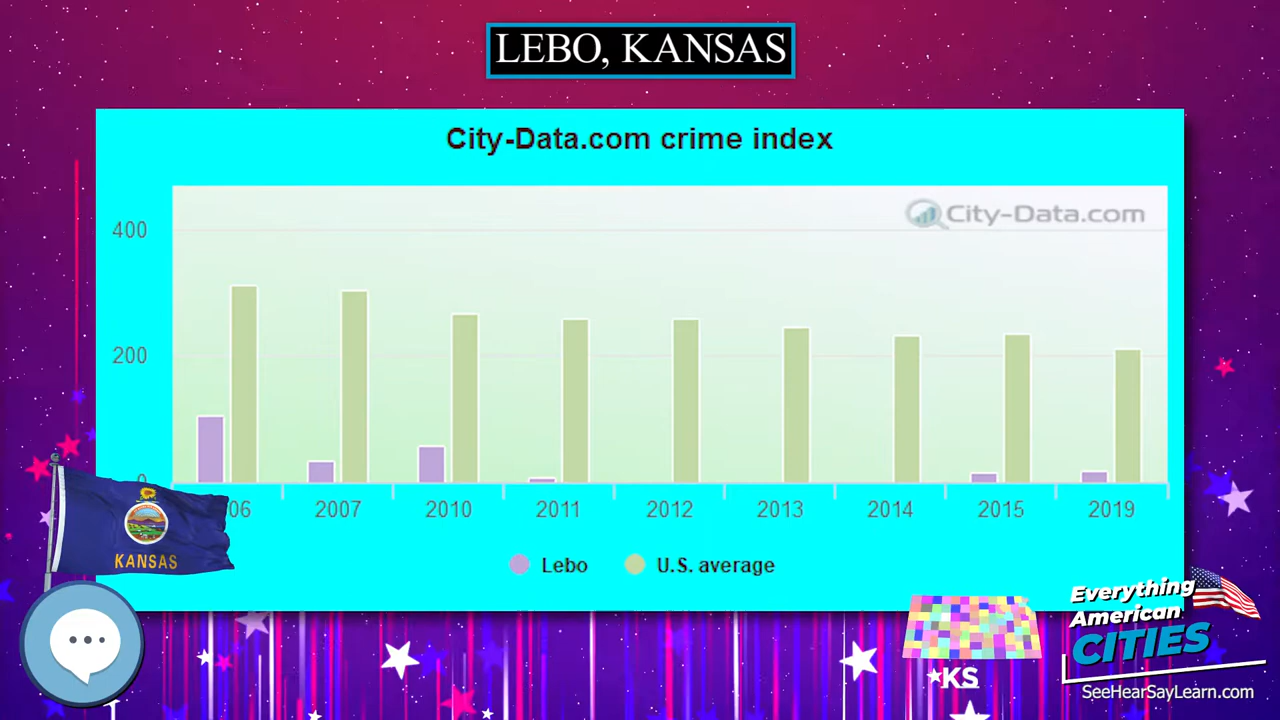 LEBO, KANSAS
City-Data.com crime index
City-Data.com
400
200
0
06 2007 2010 2011 2012 2013 2014 2015 2019
Lebo U.S. average
KANSAS
Everything
American
CITIES
KS
SeeHearSayLearn.com